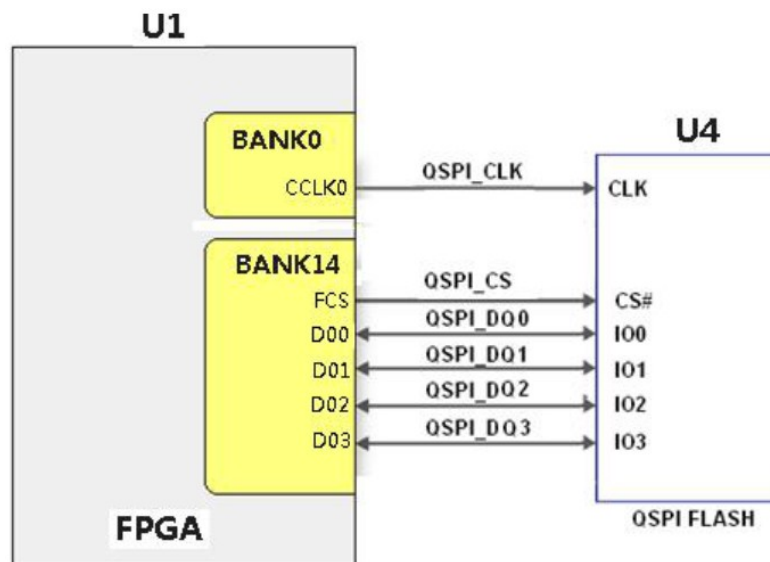 U1
U4
BANK0
QSPI_CLK
CCLK0
CLK
BANK14
QSPI_CS
FCS
CS#
QSPI_DQ0
D00
IO0
QSPI_DQ1
D01
IO1
QSPI_DQ2
D02
IO2
QSPI_DQ3
D03
IO3
FPGA
QSPI FLASH